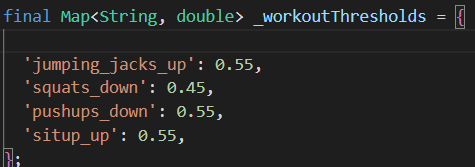 final Map<String, double> _workoutThresholds = {
'jumping_jacks_up': 0.55,
'squats_down': 0.45,
'pushups_down': 0.55,
'situp_up': 0.55,
};